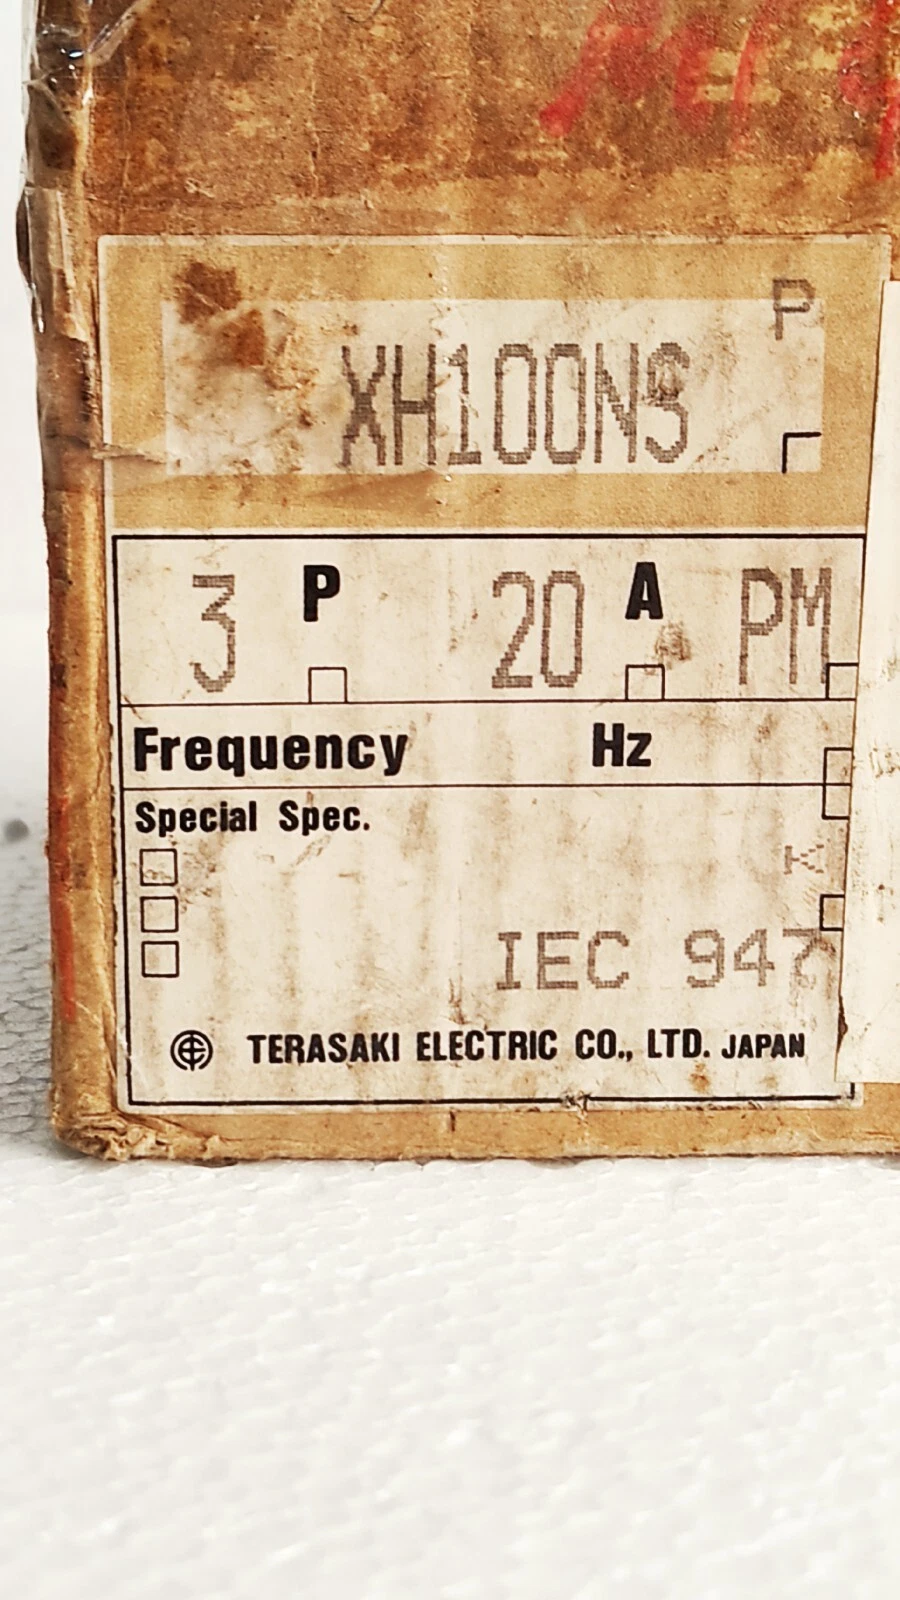 P
XH100NS
3 P 20 A PM
Frequency Hz
Special Spec.
K
IEC 947
TERASAKI ELECTRIC CO., LTD. JAPAN